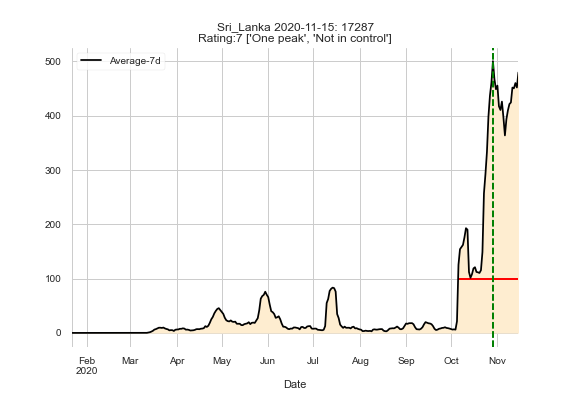 Sri_Lanka 2020-11-15: 17287
Rating:7 ['One peak', 'Not in control']
Average-7d
500
400
300
200
100
0
Feb Mar Apr May Jun Jul Aug Sep Oct Nov
2020
Date